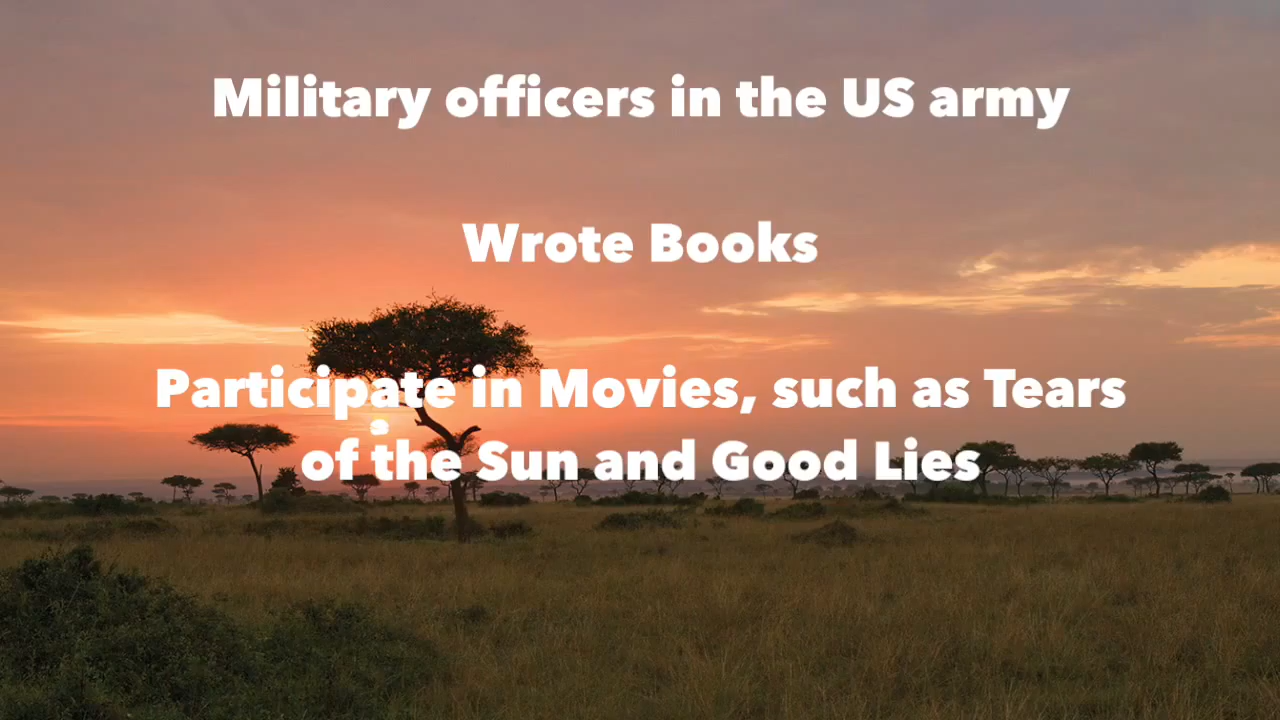 Military officers in the US army
Wrote Books
Participate in Movies, such as Tears
of the Sun and Good Lies